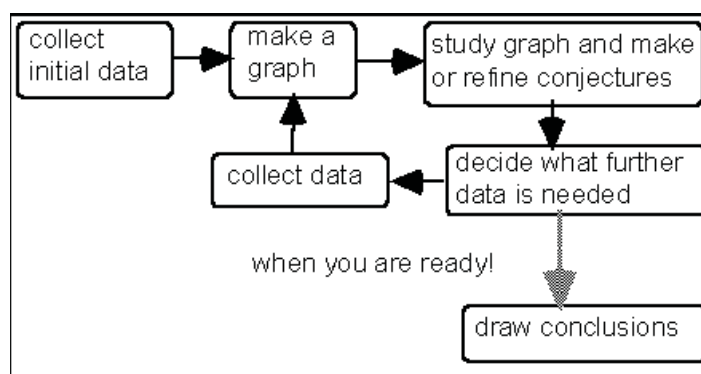 collect
initial data
make a
graph
study graph and make
or refine conjectures
decide what further
data is needed
collect data
when you are ready!
draw conclusions